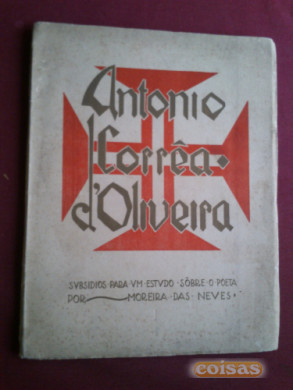 Antonio
Corrêa
d'Oliveira
SVBSIDIOS PARA VM ESTVDO SÔBRE O POETA
POR MOREIRA DAS NEVES
coisas